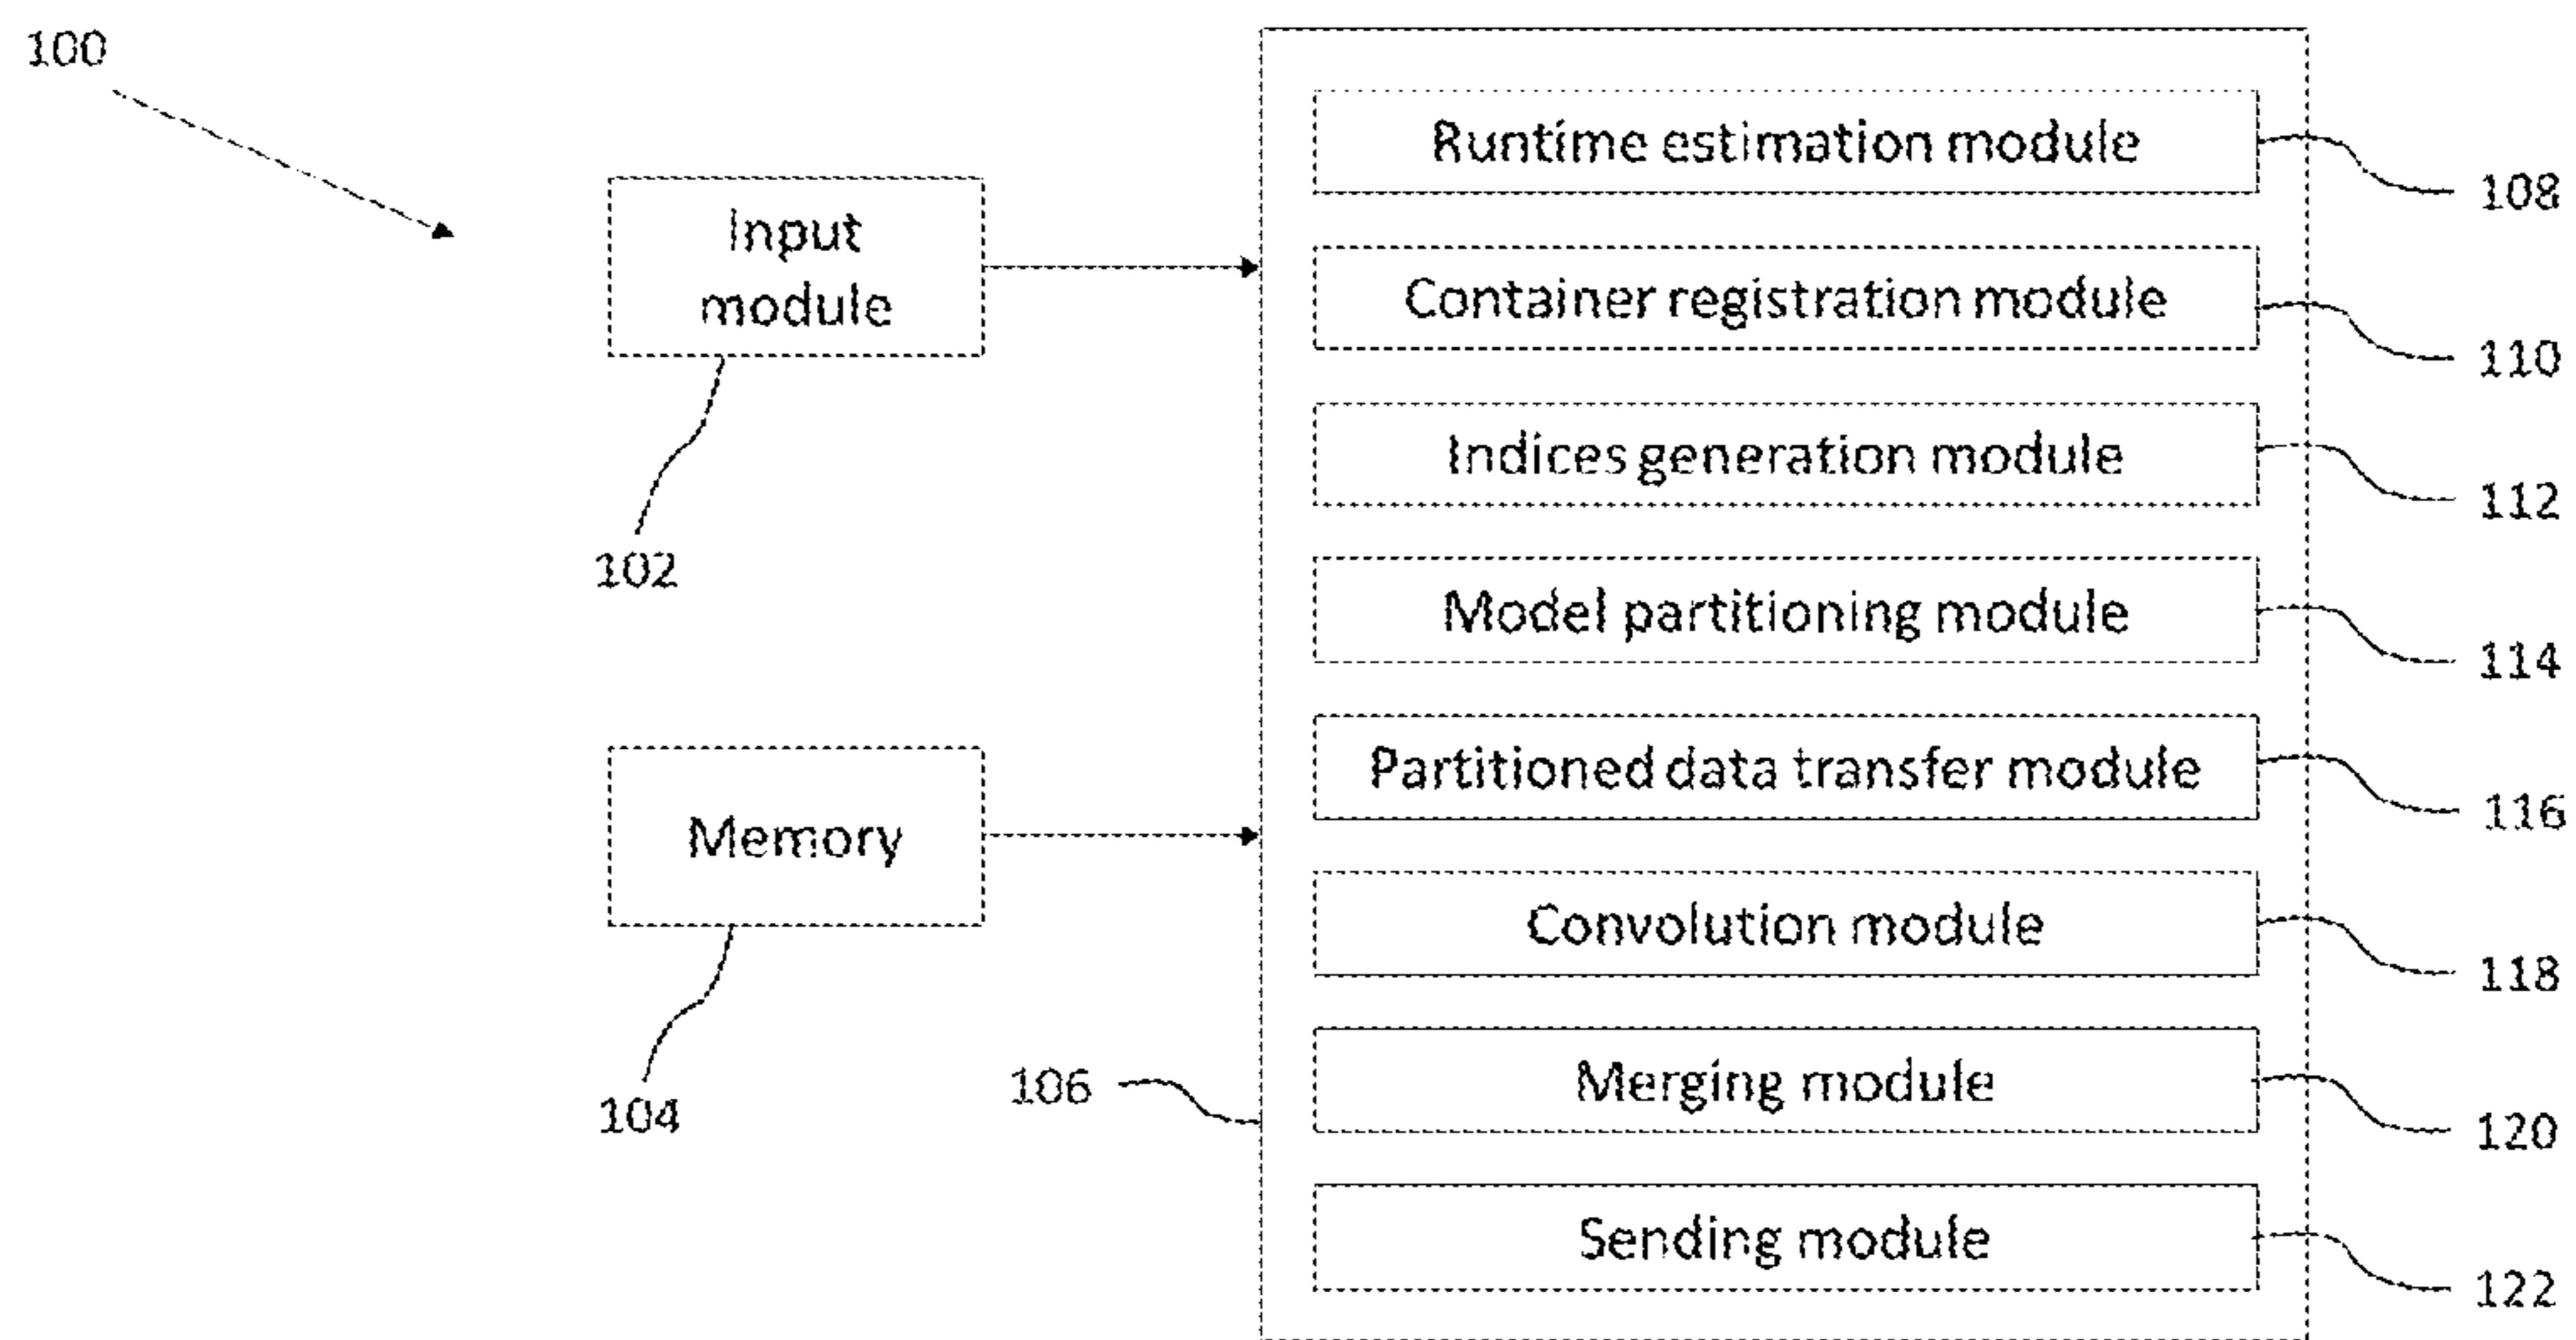 100
Runtime estimation module
108
Input
module
Container registration module
110
102
Indices generation module
112
Model partitioning module
114
Memory
104
Partitioned data transfer module
116
Convolution module
118
106
Merging module
120
Sending module
122